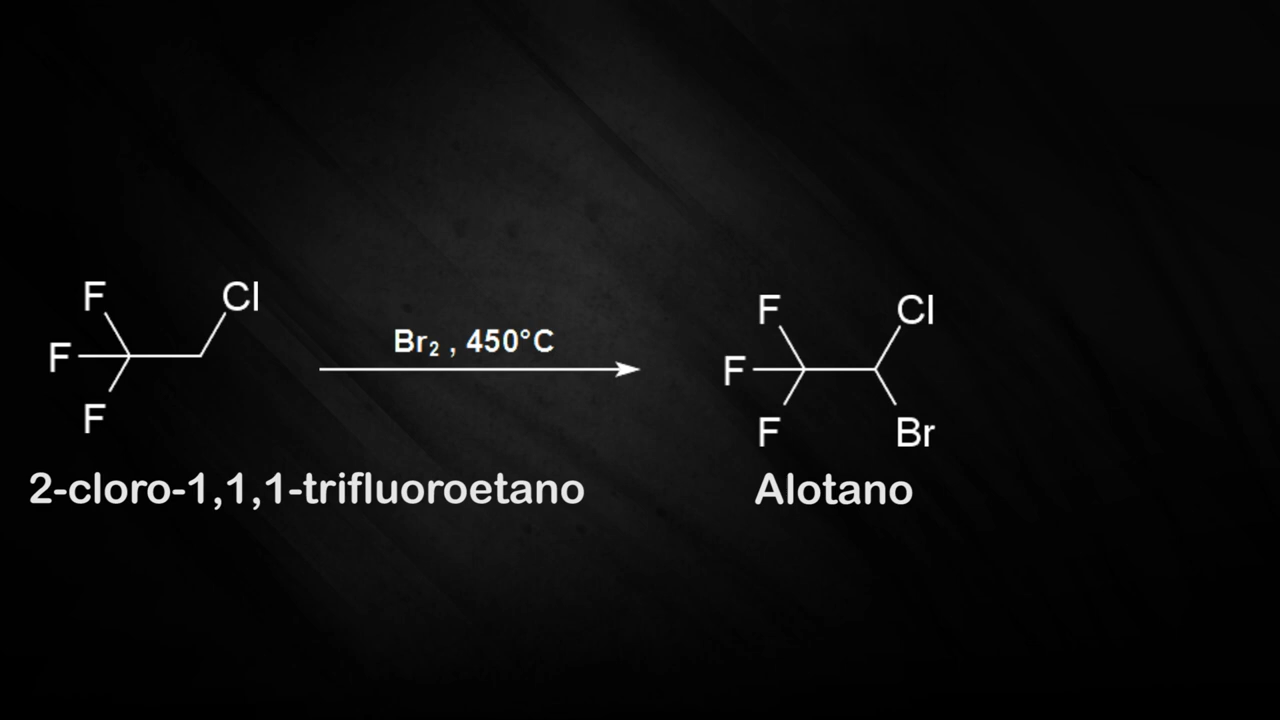 F Cl
F
F
Br₂ , 450°C
F Cl
F
F Br
2-cloro-1,1,1-trifluoroetano
Alotano